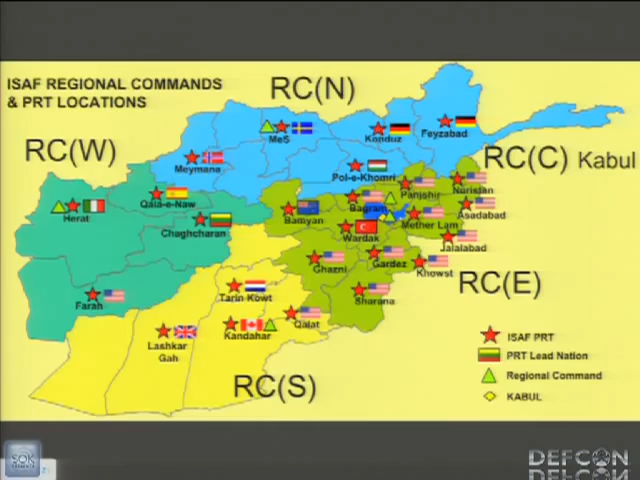 ISAF REGIONAL COMMANDS
& PRT LOCATIONS
RC(N)
RC(W)
RC(C) Kabul
MeS
Konduz
Feyzabad
Meymana
Pol-e-Khomri
Panjshir
Nuristan
Qala-e-Naw
Bagram
Asadabad
Herat
Bamyan
Mether Lam
Chaghcharan
Wardak
Jalalabad
Ghazni
Gardez
Khowst
RC(E)
Farah
Tarin Kowt
Sharana
Qalat
Kandahar
Lashkar
Gah
RC(S)
ISAF PRT
PRT Lead Nation
Regional Command
KABUL
SOK
DEFCON